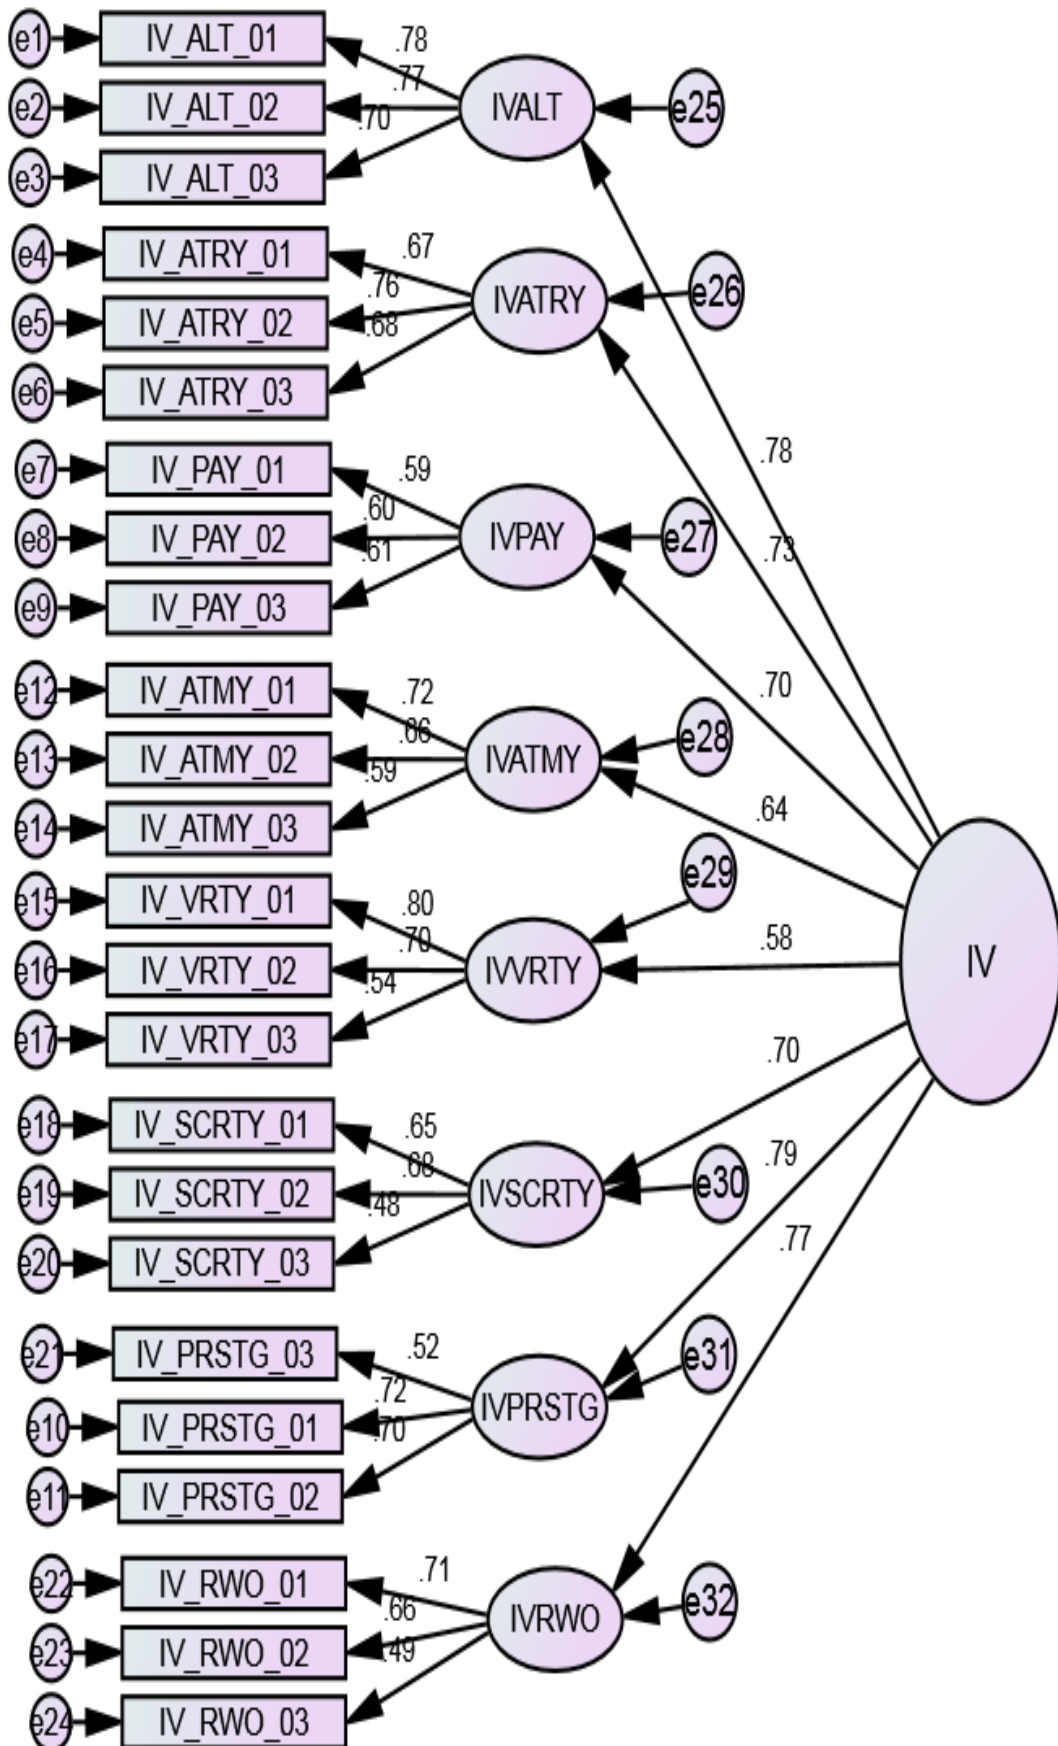 e1 IV_ALT_01
.78
e2 IV_ALT_02
.77
e3 IV_ALT_03
.70
IVALT
e25
e4 IV_ATRY_01
.67
e5 IV_ATRY_02
.76
e6 IV_ATRY_03
.68
IVATRY
e26
e7 IV_PAY_01
.59
e8 IV_PAY_02
.60
e9 IV_PAY_03
.61
IVPAY
e27
e12 IV_ATMY_01
.72
e13 IV_ATMY_02
.66
e14 IV_ATMY_03
.59
IVATMY
e28
e15 IV_VRTY_01
.80
e16 IV_VRTY_02
.70
e17 IV_VRTY_03
.54
IVVRTY
e29
e18 IV_SCRTY_01
.65
e19 IV_SCRTY_02
.68
e20 IV_SCRTY_03
.48
IVSCRTY
e30
e21 IV_PRSTG_03
.52
e10 IV_PRSTG_01
.72
e11 IV_PRSTG_02
.70
IVPRSTG
e31
e22 IV_RWO_01
.71
e23 IV_RWO_02
.66
e24 IV_RWO_03
.49
IVRWO
e32
.78
.73
.70
.64
.58
.70
.79
.77
IV